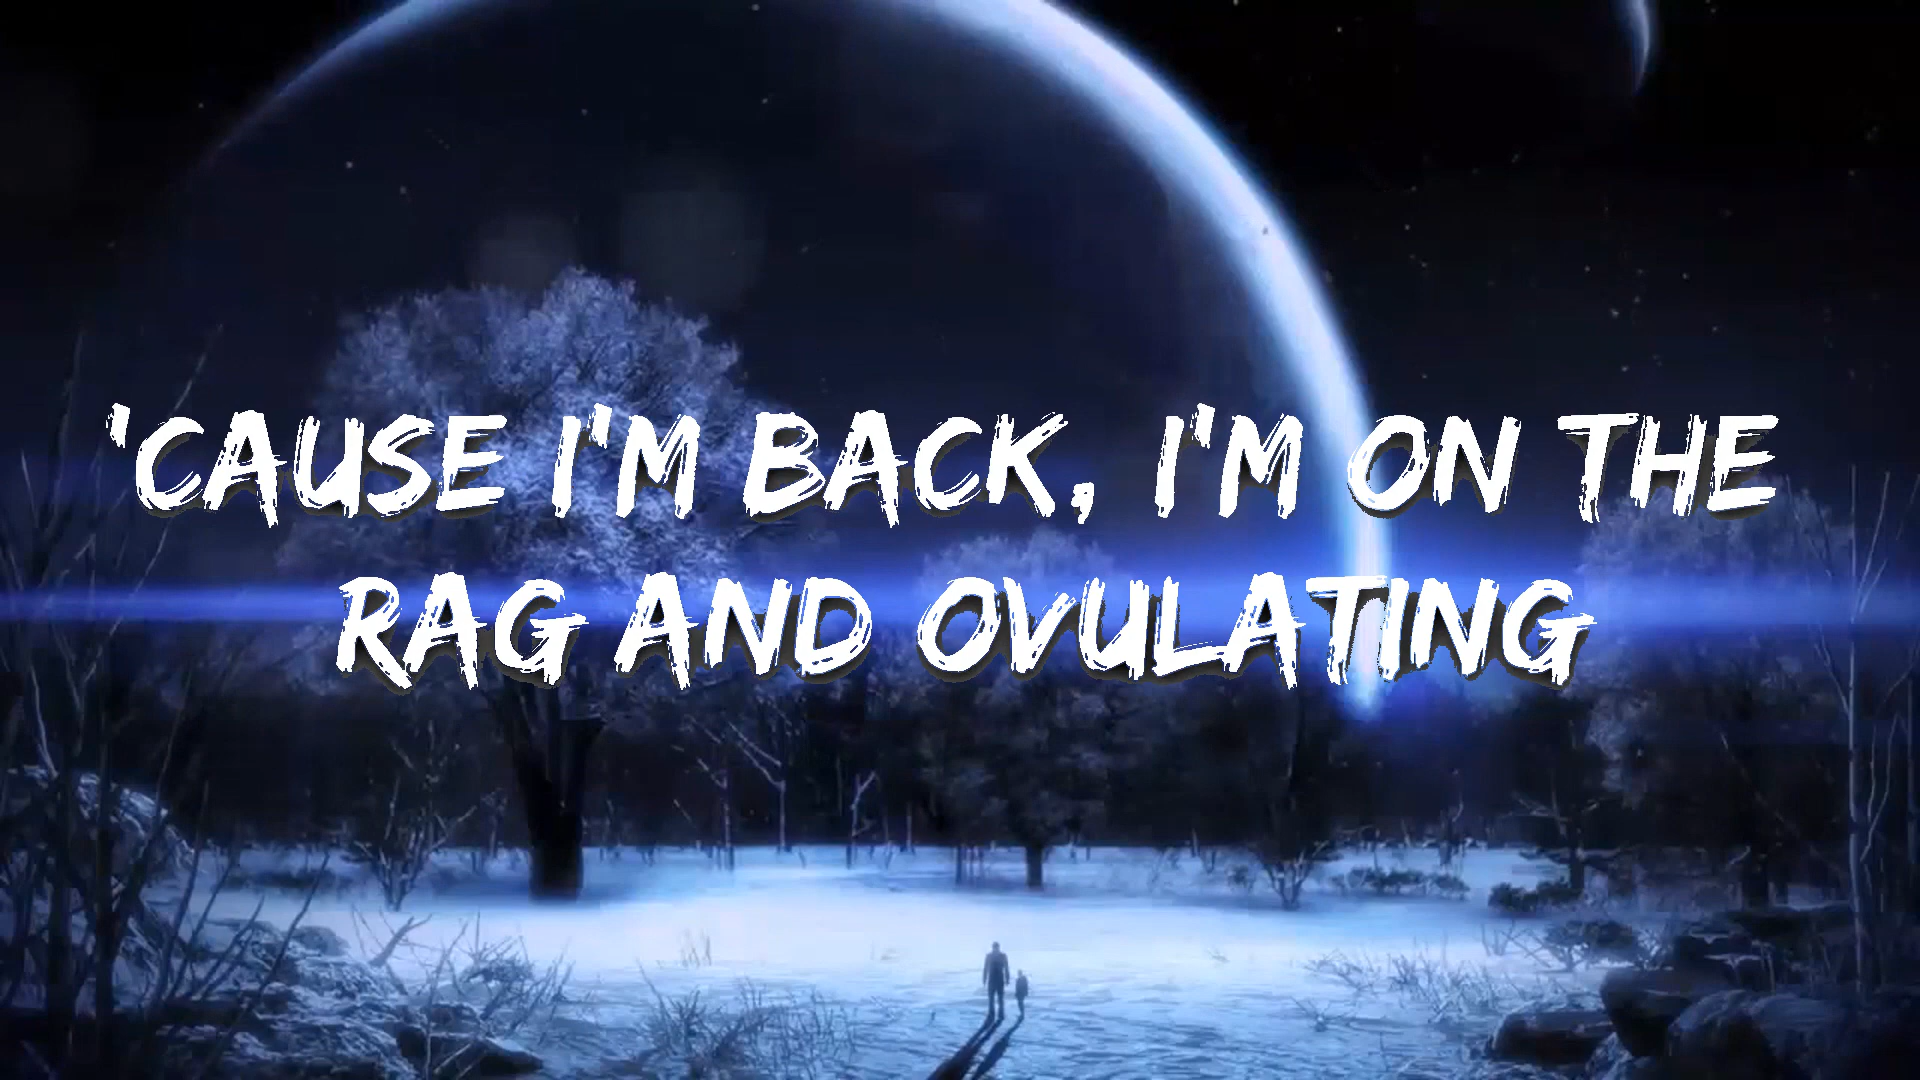 'CAUSE I'M BACK, I'M ON THE
RAG AND OVULATING